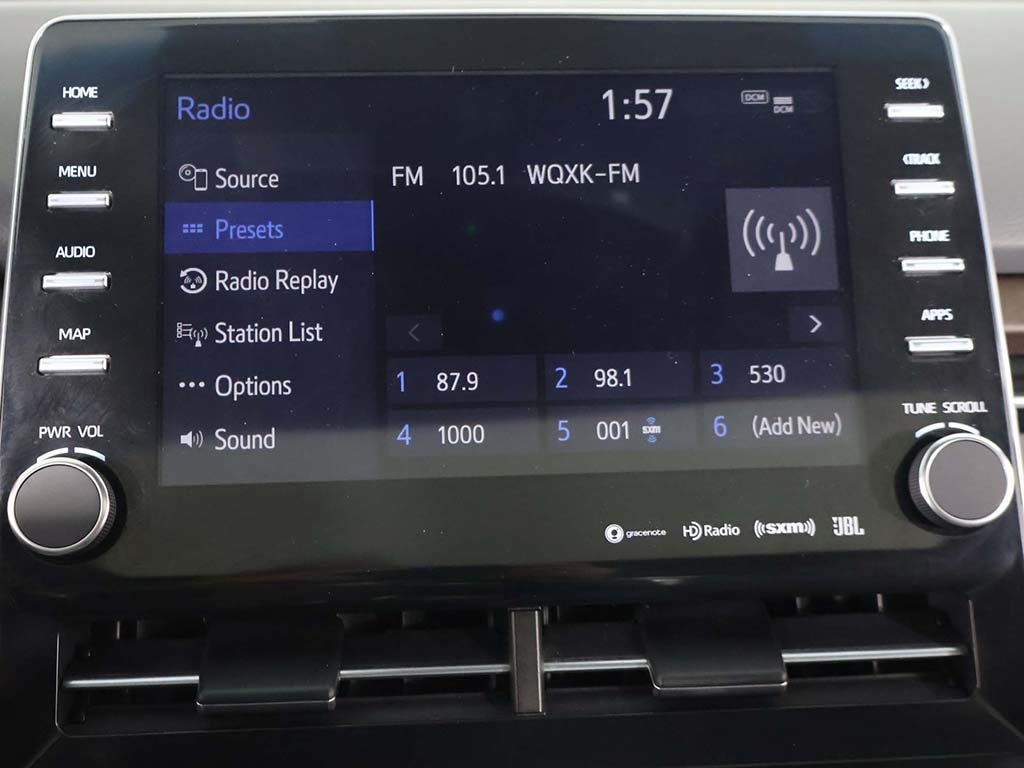 HOME
MENU
AUDIO
MAP
PWR VOL
Radio
1:57
DCM
DCM
Source
Presets
Radio Replay
Station List
Options
Sound
FM 105.1 WQXK-FM
1 87.9
2 98.1
3 530
4 1000
5 001 sxm
6 (Add New)
gracenote
HD Radio
((sxm))
JBL
SEEK>
<TRACK
PHONE
APPS
TUNE SCROLL